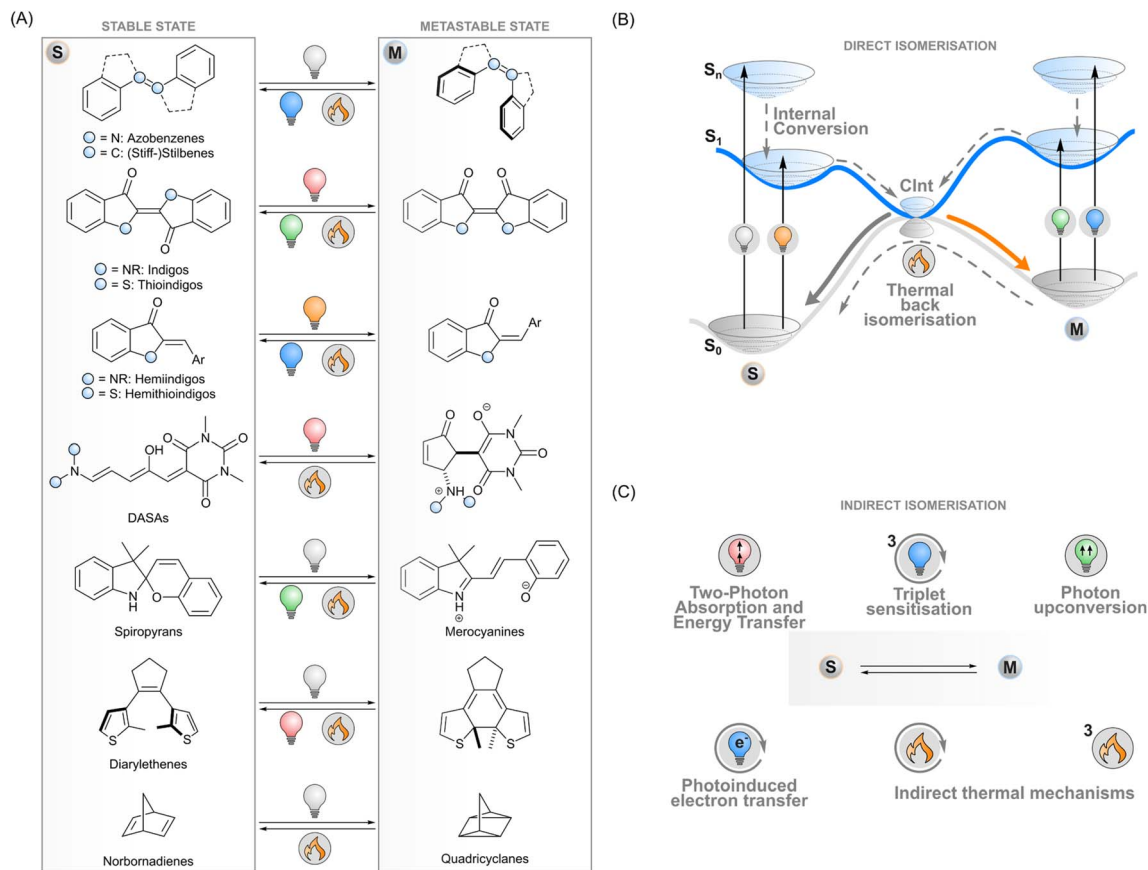 (A)
STABLE STATE
METASTABLE STATE
S
M
= N: Azobenzenes
= C: (Stiff-)Stilbenes
O
O
O
O
= NR: Indigos
= S: Thioindigos
O
Ar
O
Ar
= NR: Hemiindigos
= S: Hemithioindigos
N
OH
O
N
O
N
O
DASAs
O
O
⊖
N
O
N
O
⊕
NH
N
H
O
Spiropyrans
N
H
⊕
⊖
O
Merocyanines
S
S
Diarylethenes
S
S
Norbornadienes
Quadricyclanes
(B)
DIRECT ISOMERISATION
Sn
Internal
Conversion
S1
CInt
Thermal
back
isomerisation
S0
S
M
(C)
INDIRECT ISOMERISATION
3
Two-Photon
Absorption and
Energy Transfer
Triplet
sensitisation
Photon
upconversion
S
M
e-
3
Photoinduced
electron transfer
Indirect thermal mechanisms